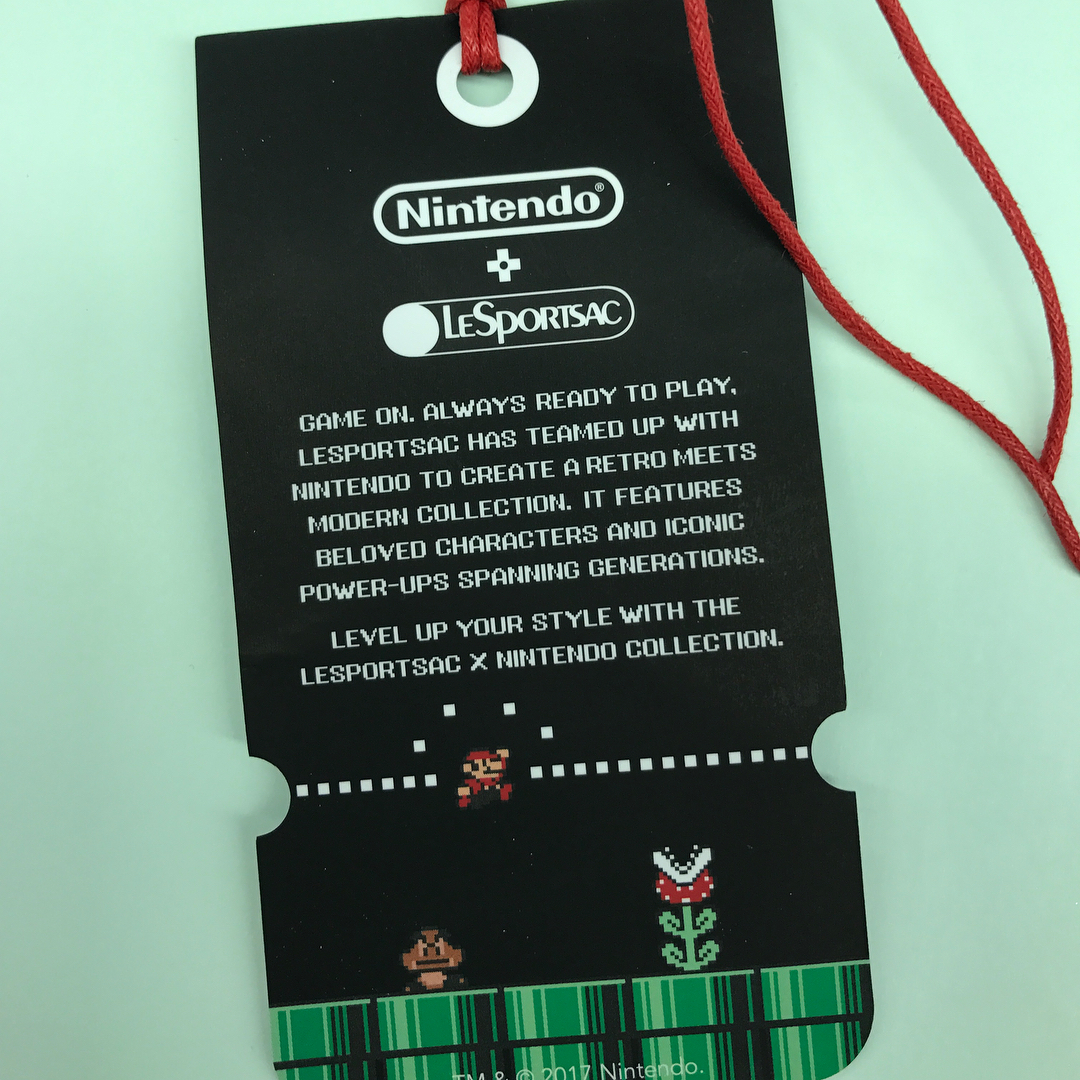 Nintendo®
+
LESPORTSAC
GAME ON. ALWAYS READY TO PLAY,
LESPORTSAC HAS TEAMED UP WITH
NINTENDO TO CREATE A RETRO MEETS
MODERN COLLECTION. IT FEATURES
BELOVED CHARACTERS AND ICONIC
POWER-UPS SPANNING GENERATIONS.
LEVEL UP YOUR STYLE WITH THE
LESPORTSAC X NINTENDO COLLECTION.
TM & © 2017 Nintendo.